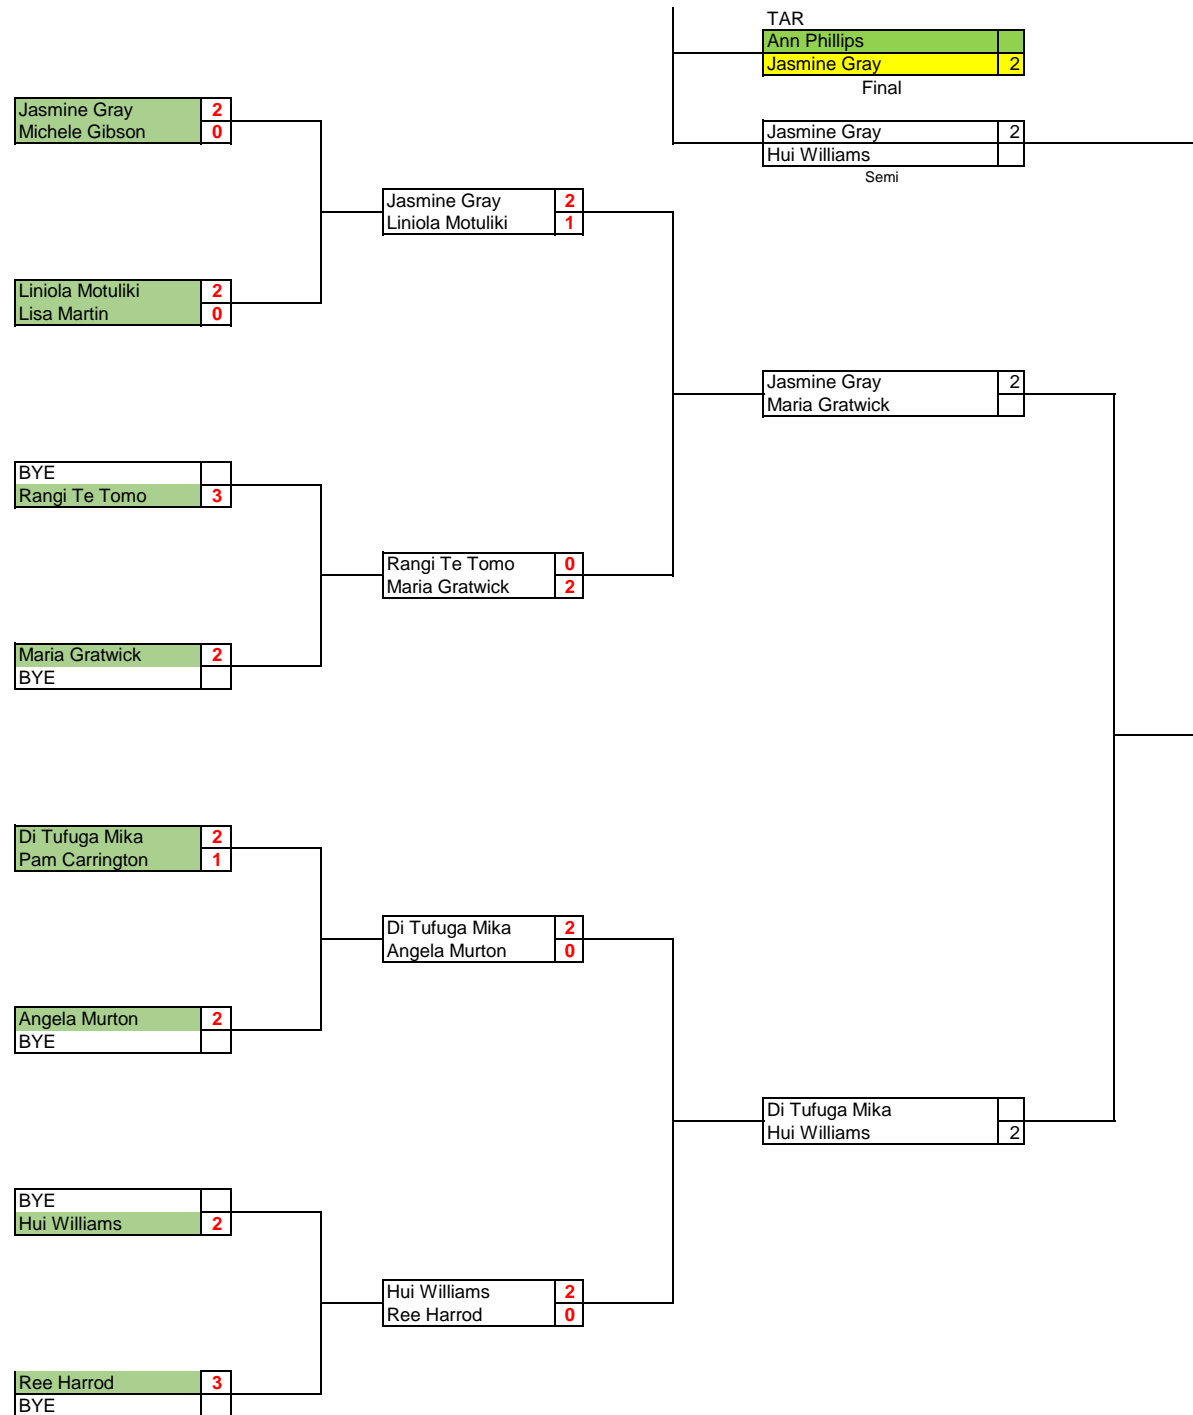 TAR
Ann Phillips
Jasmine Gray 2
Final
Jasmine Gray 2
Michele Gibson 0
Jasmine Gray 2
Hui Williams
Semi
Jasmine Gray 2
Liniola Motuliki 1
Liniola Motuliki 2
Lisa Martin 0
Jasmine Gray 2
Maria Gratwick
BYE
Rangi Te Tomo 3
Rangi Te Tomo 0
Maria Gratwick 2
Maria Gratwick 2
BYE
Di Tufuga Mika 2
Pam Carrington 1
Di Tufuga Mika 2
Angela Murton 0
Angela Murton 2
BYE
Di Tufuga Mika
Hui Williams 2
BYE
Hui Williams 2
Hui Williams 2
Ree Harrod 0
Ree Harrod 3
BYE